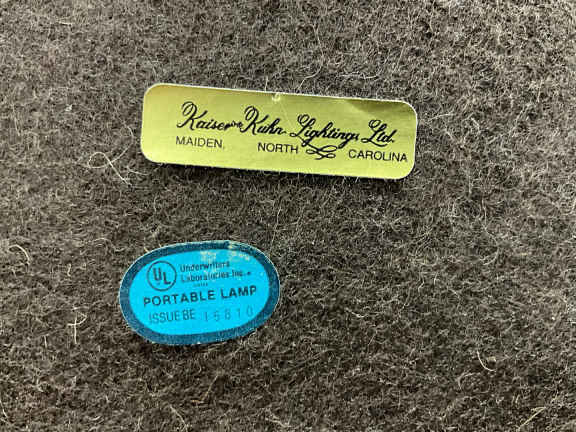 Kaiser Kuhn Lighting, Ltd.
MAIDEN, NORTH CAROLINA
UL Underwriters
Laboratories Inc.®
PORTABLE LAMP
ISSUE BE 15810